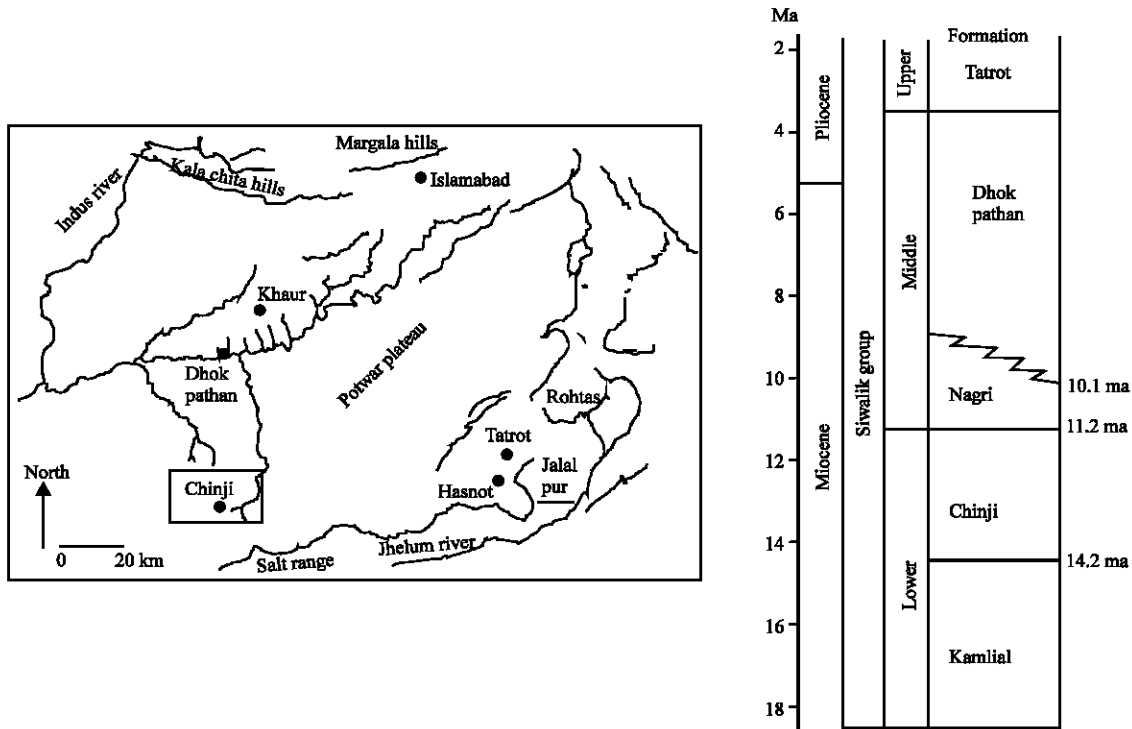 Margala hills
Islamabad
Kala chita hills
Indus river
Khaur
Dhok
pathan
Potwar plateau
Rohtas
Tatrot
Jalal
pur
Hasnot
North
Chinji
0 20 km
Salt range
Jhelum river
Ma
2
4
6
8
10
12
14
16
18
Pliocene
Miocene
Siwalik group
Upper
Middle
Lower
Formation
Tatrot
Dhok
pathan
Nagri
10.1 ma
11.2 ma
Chinji
14.2 ma
Kamlial